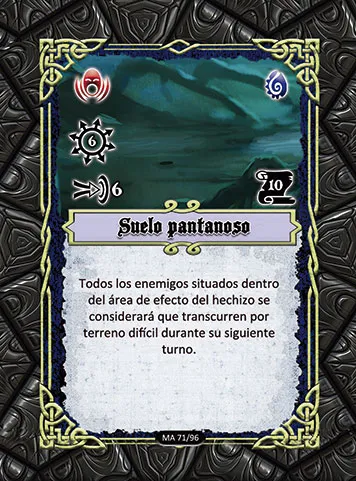 6
6
10
Suelo pantanoso
Todos los enemigos situados dentro
del área de efecto del hechizo se
considerará que transcurren por
terreno difícil durante su siguiente
turno.
MA 71/96